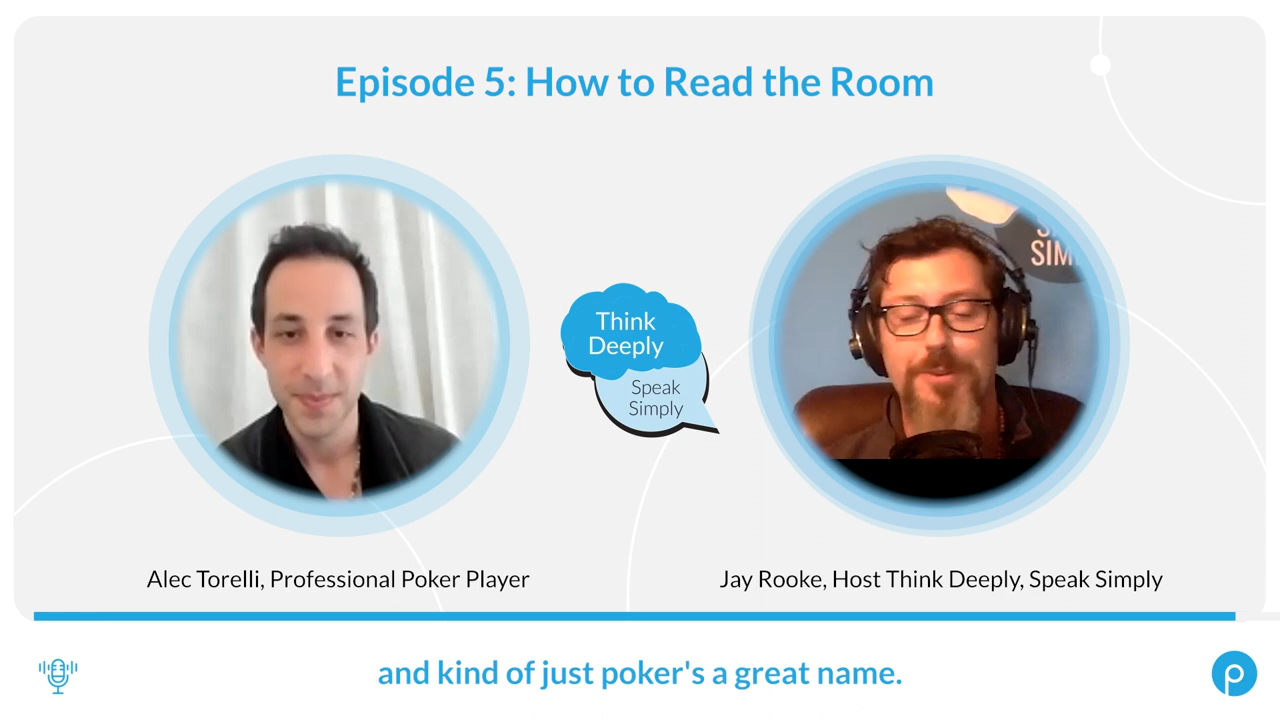 Episode 5: How to Read the Room
SIM
Think
Deeply
Speak
Simply
Alec Torelli, Professional Poker Player
Jay Rooke, Host Think Deeply, Speak Simply
and kind of just poker's a great name.
p